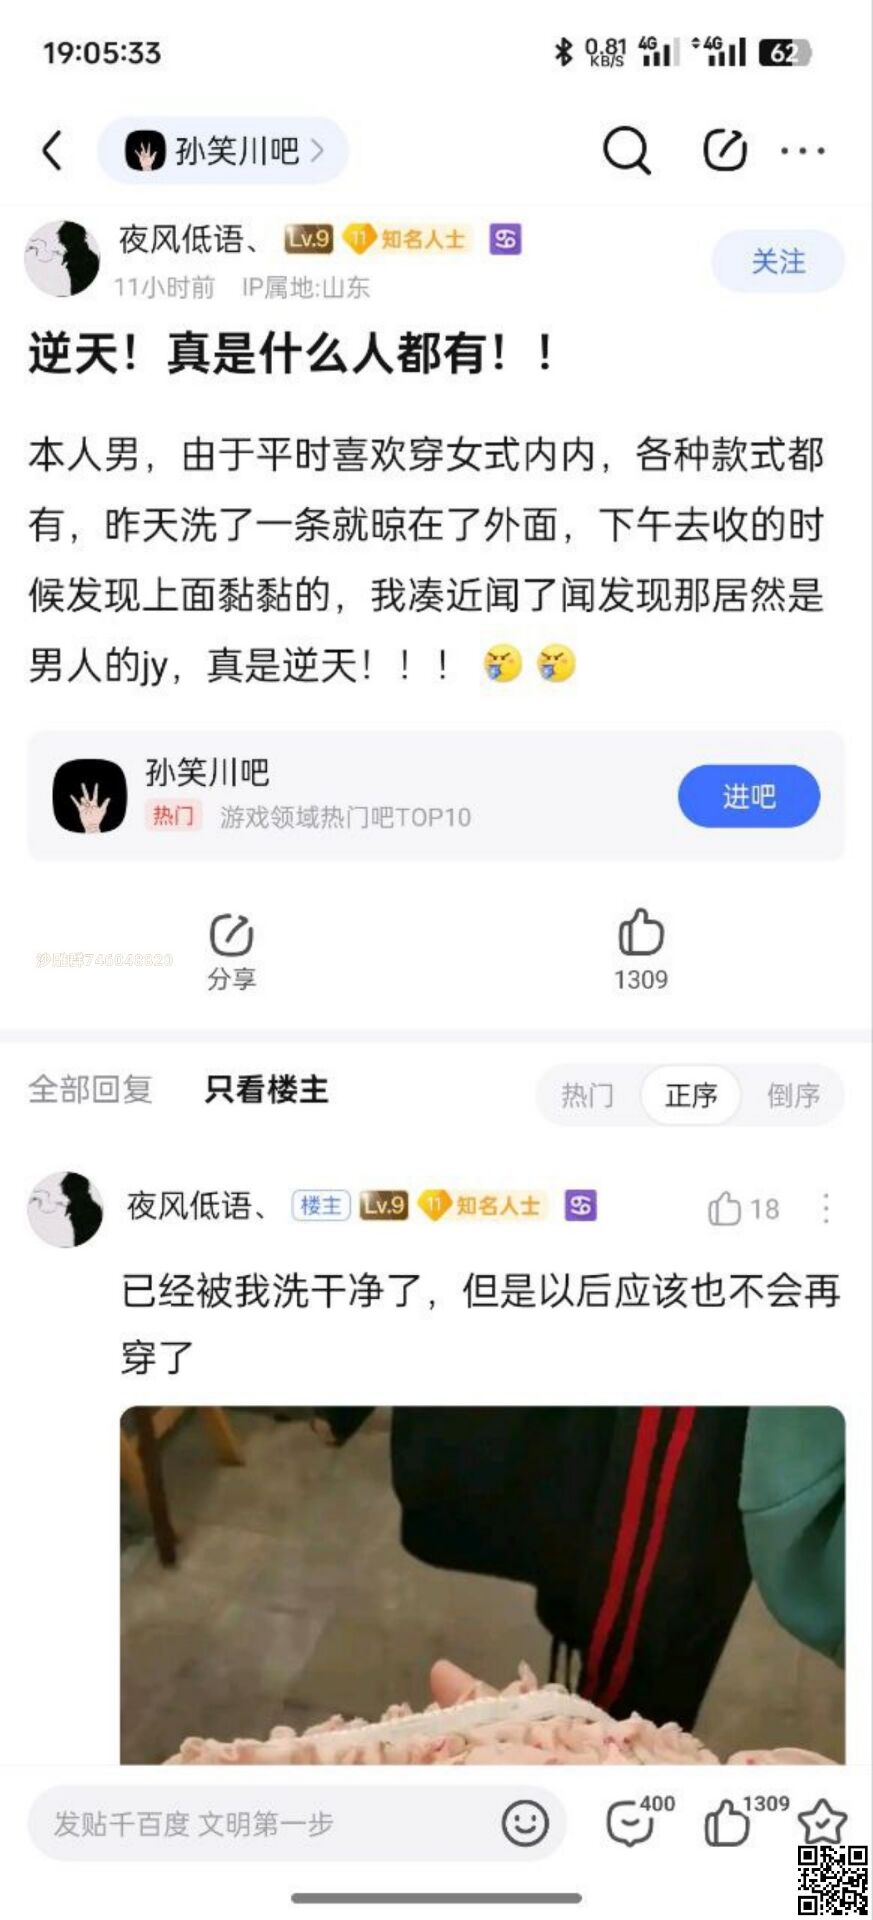 19:05:33
0.81 KB/S 4G 4G 62
孙笑川吧
夜风低语、 Lv.9 11 知名人士
11小时前 IP属地:山东
关注
逆天！真是什么人都有！！
本人男，由于平时喜欢穿女式内内，各种款式都
有，昨天洗了一条就晾在了外面，下午去收的时
候发现上面黏黏的，我凑近闻了闻发现那居然是
男人的jy，真是逆天！！！
孙笑川吧
热门 游戏领域热门吧TOP10
进吧
分享
1309
全部回复 只看楼主 热门 正序 倒序
夜风低语、 楼主 Lv.9 11 知名人士 18
已经被我洗干净了，但是以后应该也不会再
穿了
发贴千百度 文明第一步
400 1309